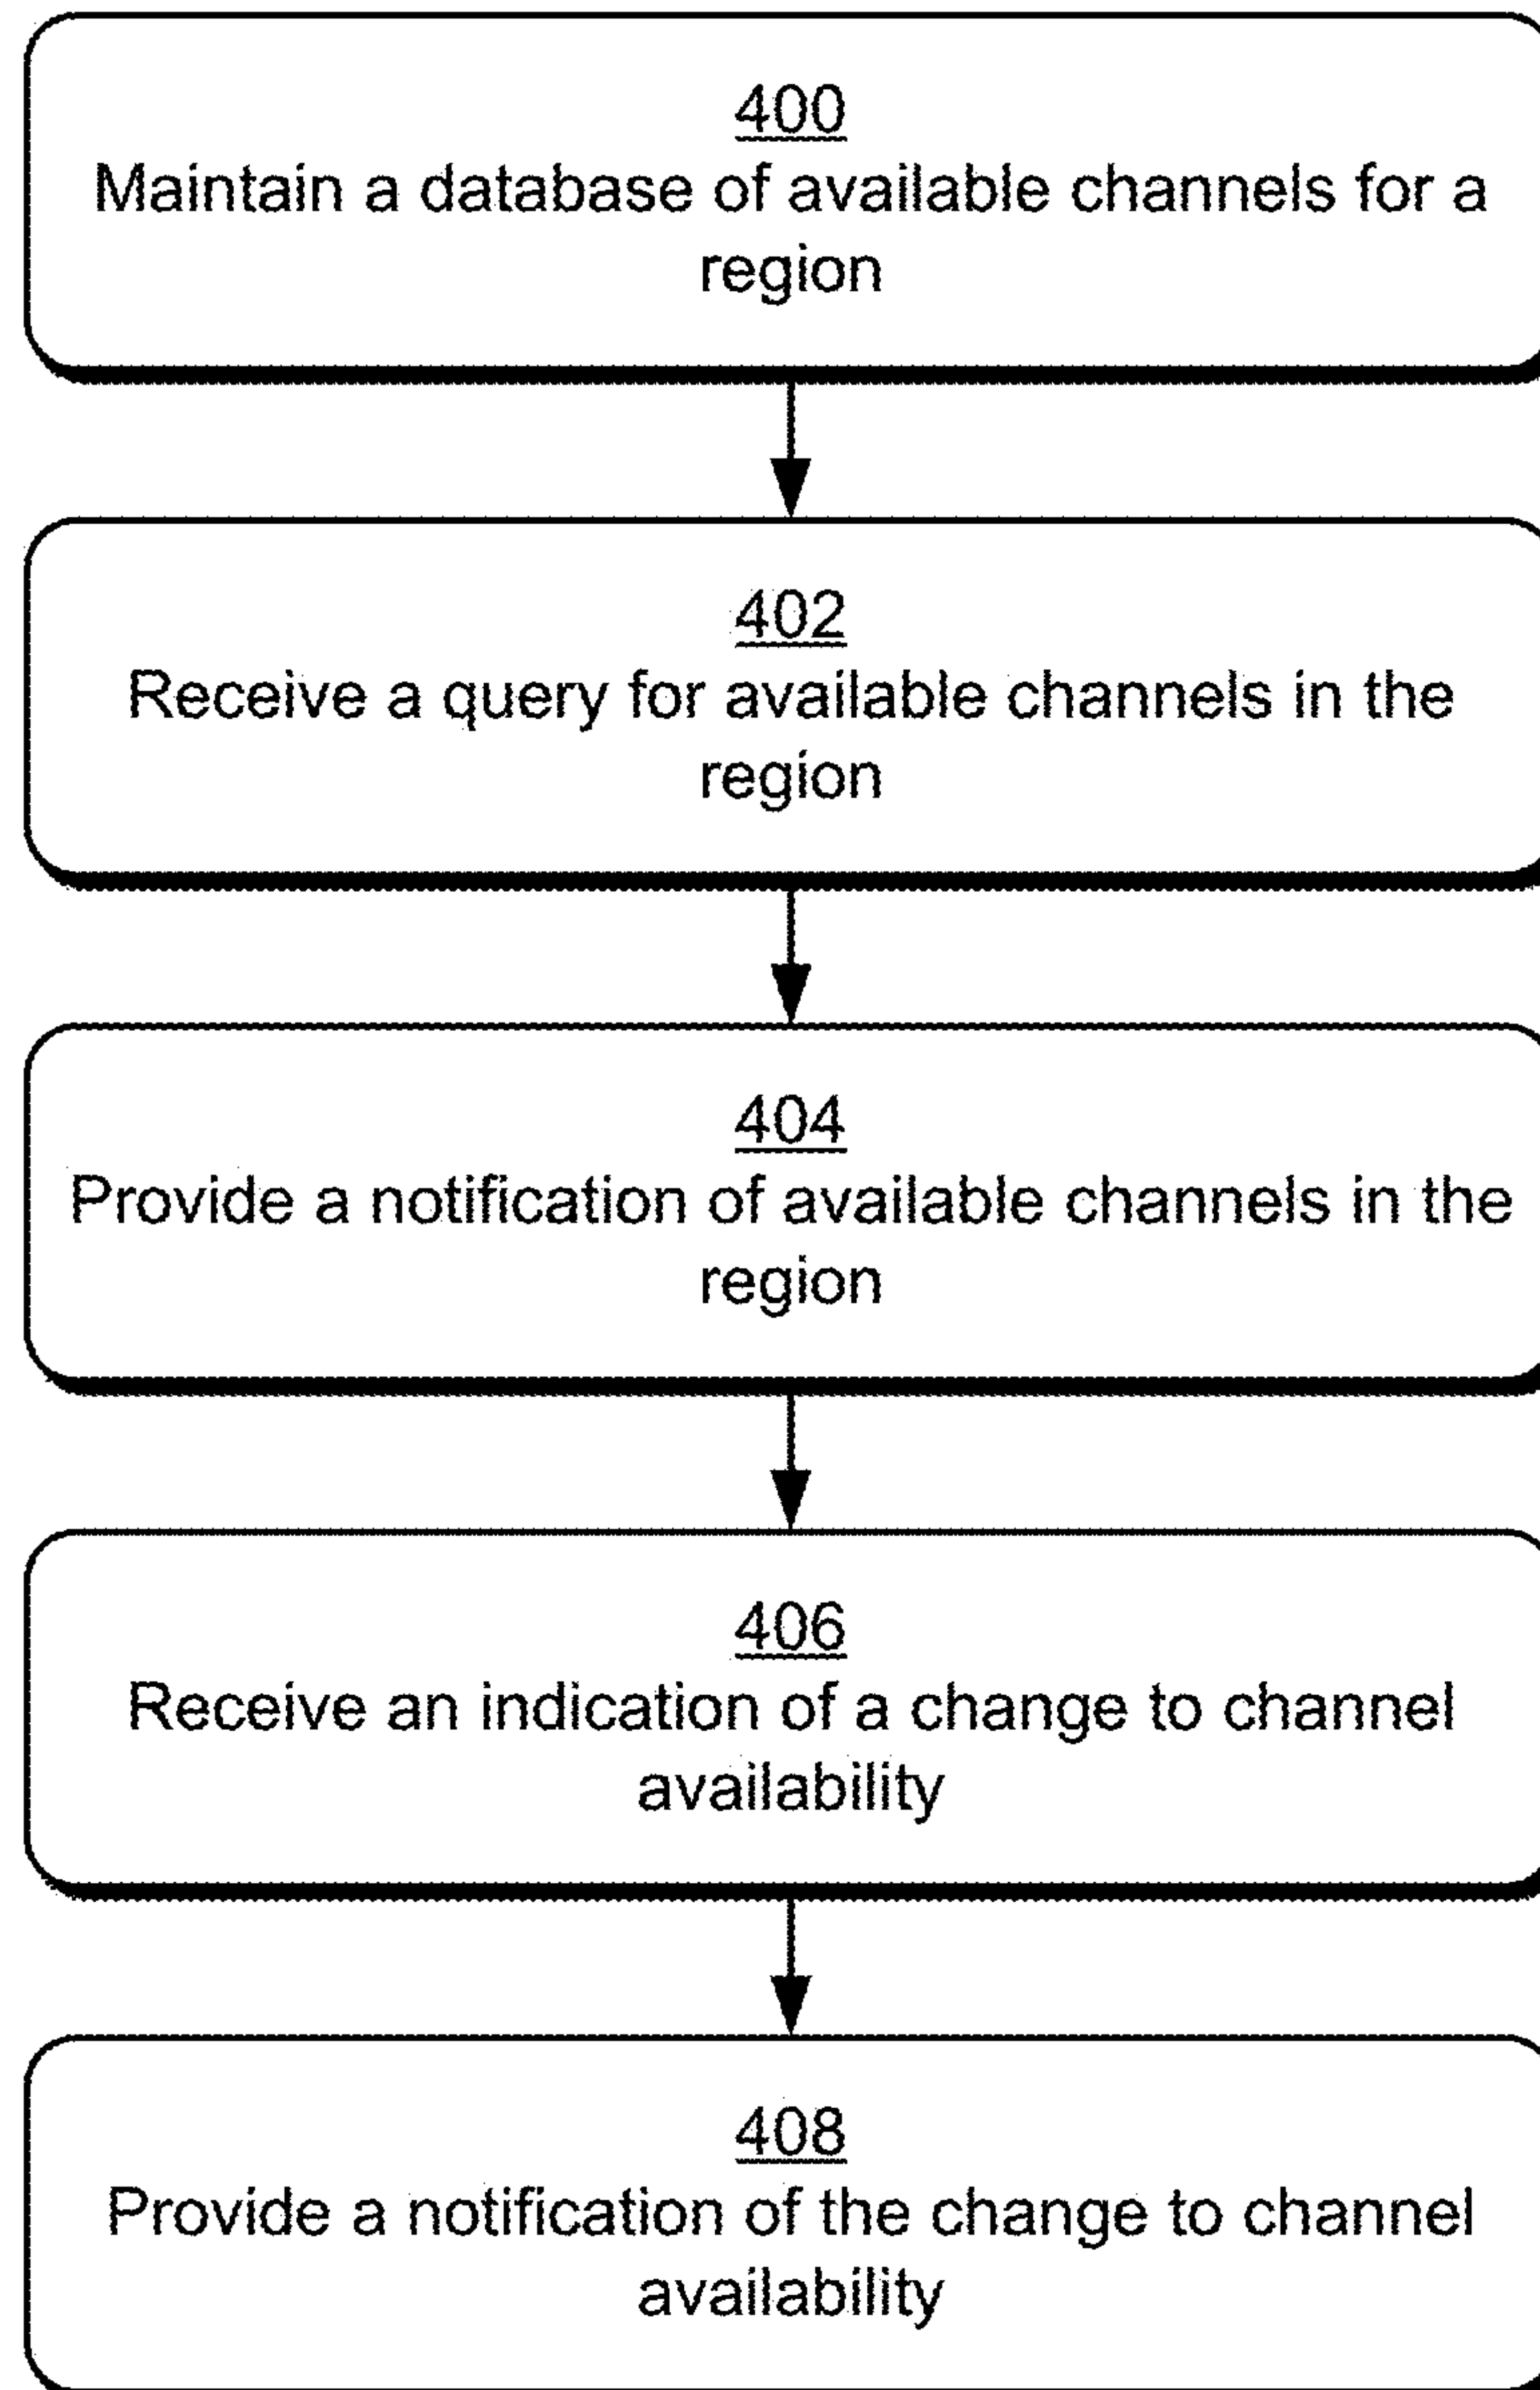 400
Maintain a database of available channels for a
region
402
Receive a query for available channels in the
region
404
Provide a notification of available channels in the
region
406
Receive an indication of a change to channel
availability
408
Provide a notification of the change to channel
availability